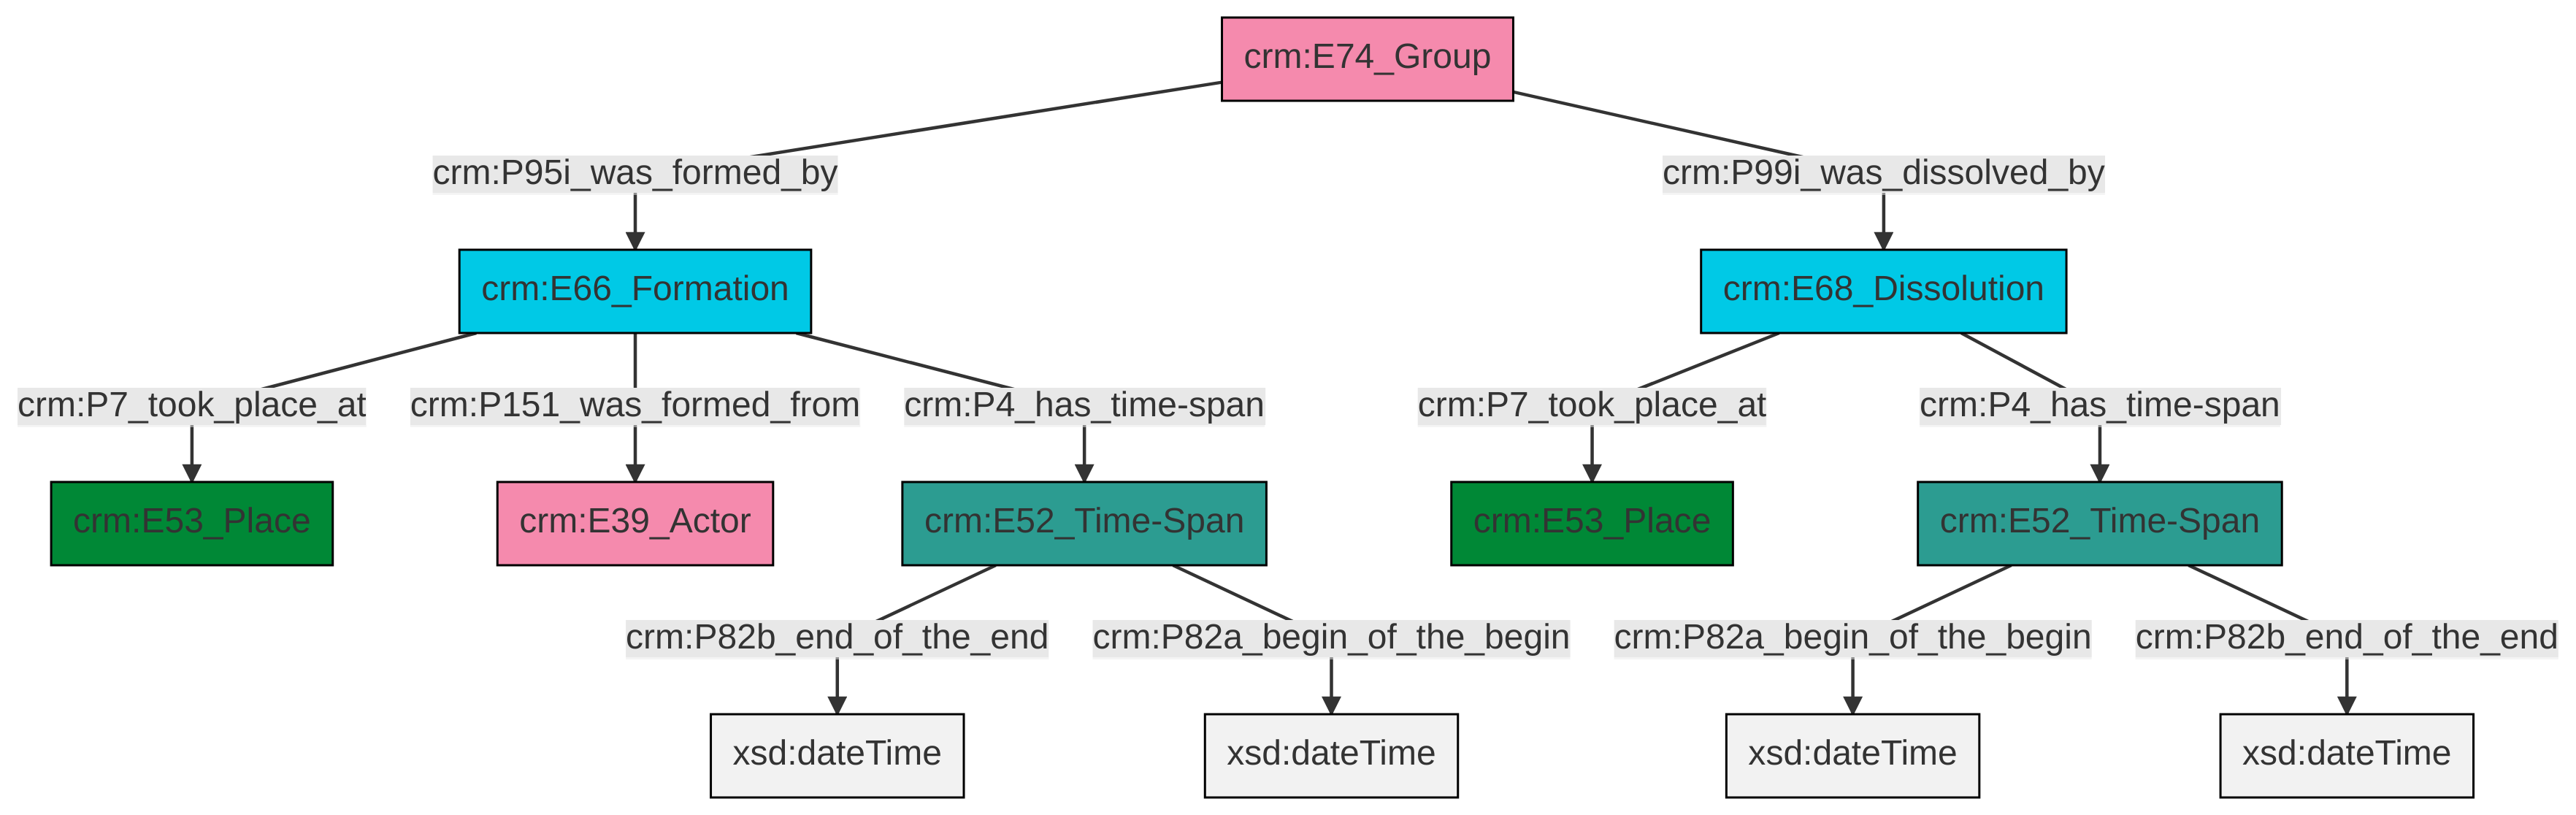 crm:E74_Group
crm:P95i_was_formed_by
crm:P99i_was_dissolved_by
crm:E66_Formation
crm:E68_Dissolution
crm:P7_took_place_at
crm:P151_was_formed_from
crm:P4_has_time-span
crm:P7_took_place_at
crm:P4_has_time-span
crm:E53_Place
crm:E39_Actor
crm:E52_Time-Span
crm:E53_Place
crm:E52_Time-Span
crm:P82b_end_of_the_end
crm:P82a_begin_of_the_begin
crm:P82a_begin_of_the_begin
crm:P82b_end_of_the_end
xsd:dateTime
xsd:dateTime
xsd:dateTime
xsd:dateTime